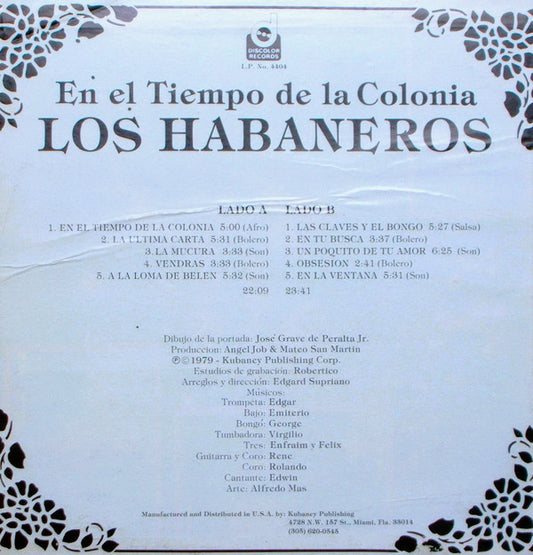 d
DISCOLOR
RECORDS
L.P. No. 4404
En el Tiempo de la Colonia
LOS HABANEROS
LADO A
1. EN EL TIEMPO DE LA COLONIA 5:00 (Afro)
2. LA ULTIMA CARTA 5:31 (Bolero)
3. LA MUCURA 3:33 (Son)
4. VENDRAS 3:33 (Bolero)
5. A LA LOMA DE BELEN 5:32 (Son)
22:09
LADO B
1. LAS CLAVES Y EL BONGO 5:27 (Salsa)
2. EN TU BUSCA 3:37 (Bolero)
3. UN POQUITO DE TU AMOR 6:25 (Son)
4. OBSESION 2:41 (Bolero)
5. EN LA VENTANA 5:31 (Son)
23:41
Dibujo de la portada: José Grave de Peralta Jr.
Produccion: Angel Job & Mateo San Martin
℗ © 1979 - Kubaney Publishing Corp.
Estudios de grabación: Robertico
Arreglos y dirección: Edgard Supriano
Músicos:
Trompeta: Edgar
Bajo: Emiterio
Bongó: George
Tumbadora: Virgilio
Tres: Enfraim y Felix
Guitarra y Coro: Rene
Coro: Rolando
Cantante: Edwin
Arte: Alfredo Mas
Manufactured and Distributed in U.S.A. by: Kubaney Publishing
4728 N.W. 157 St., Miami, Fla. 33014
(305) 620-0545